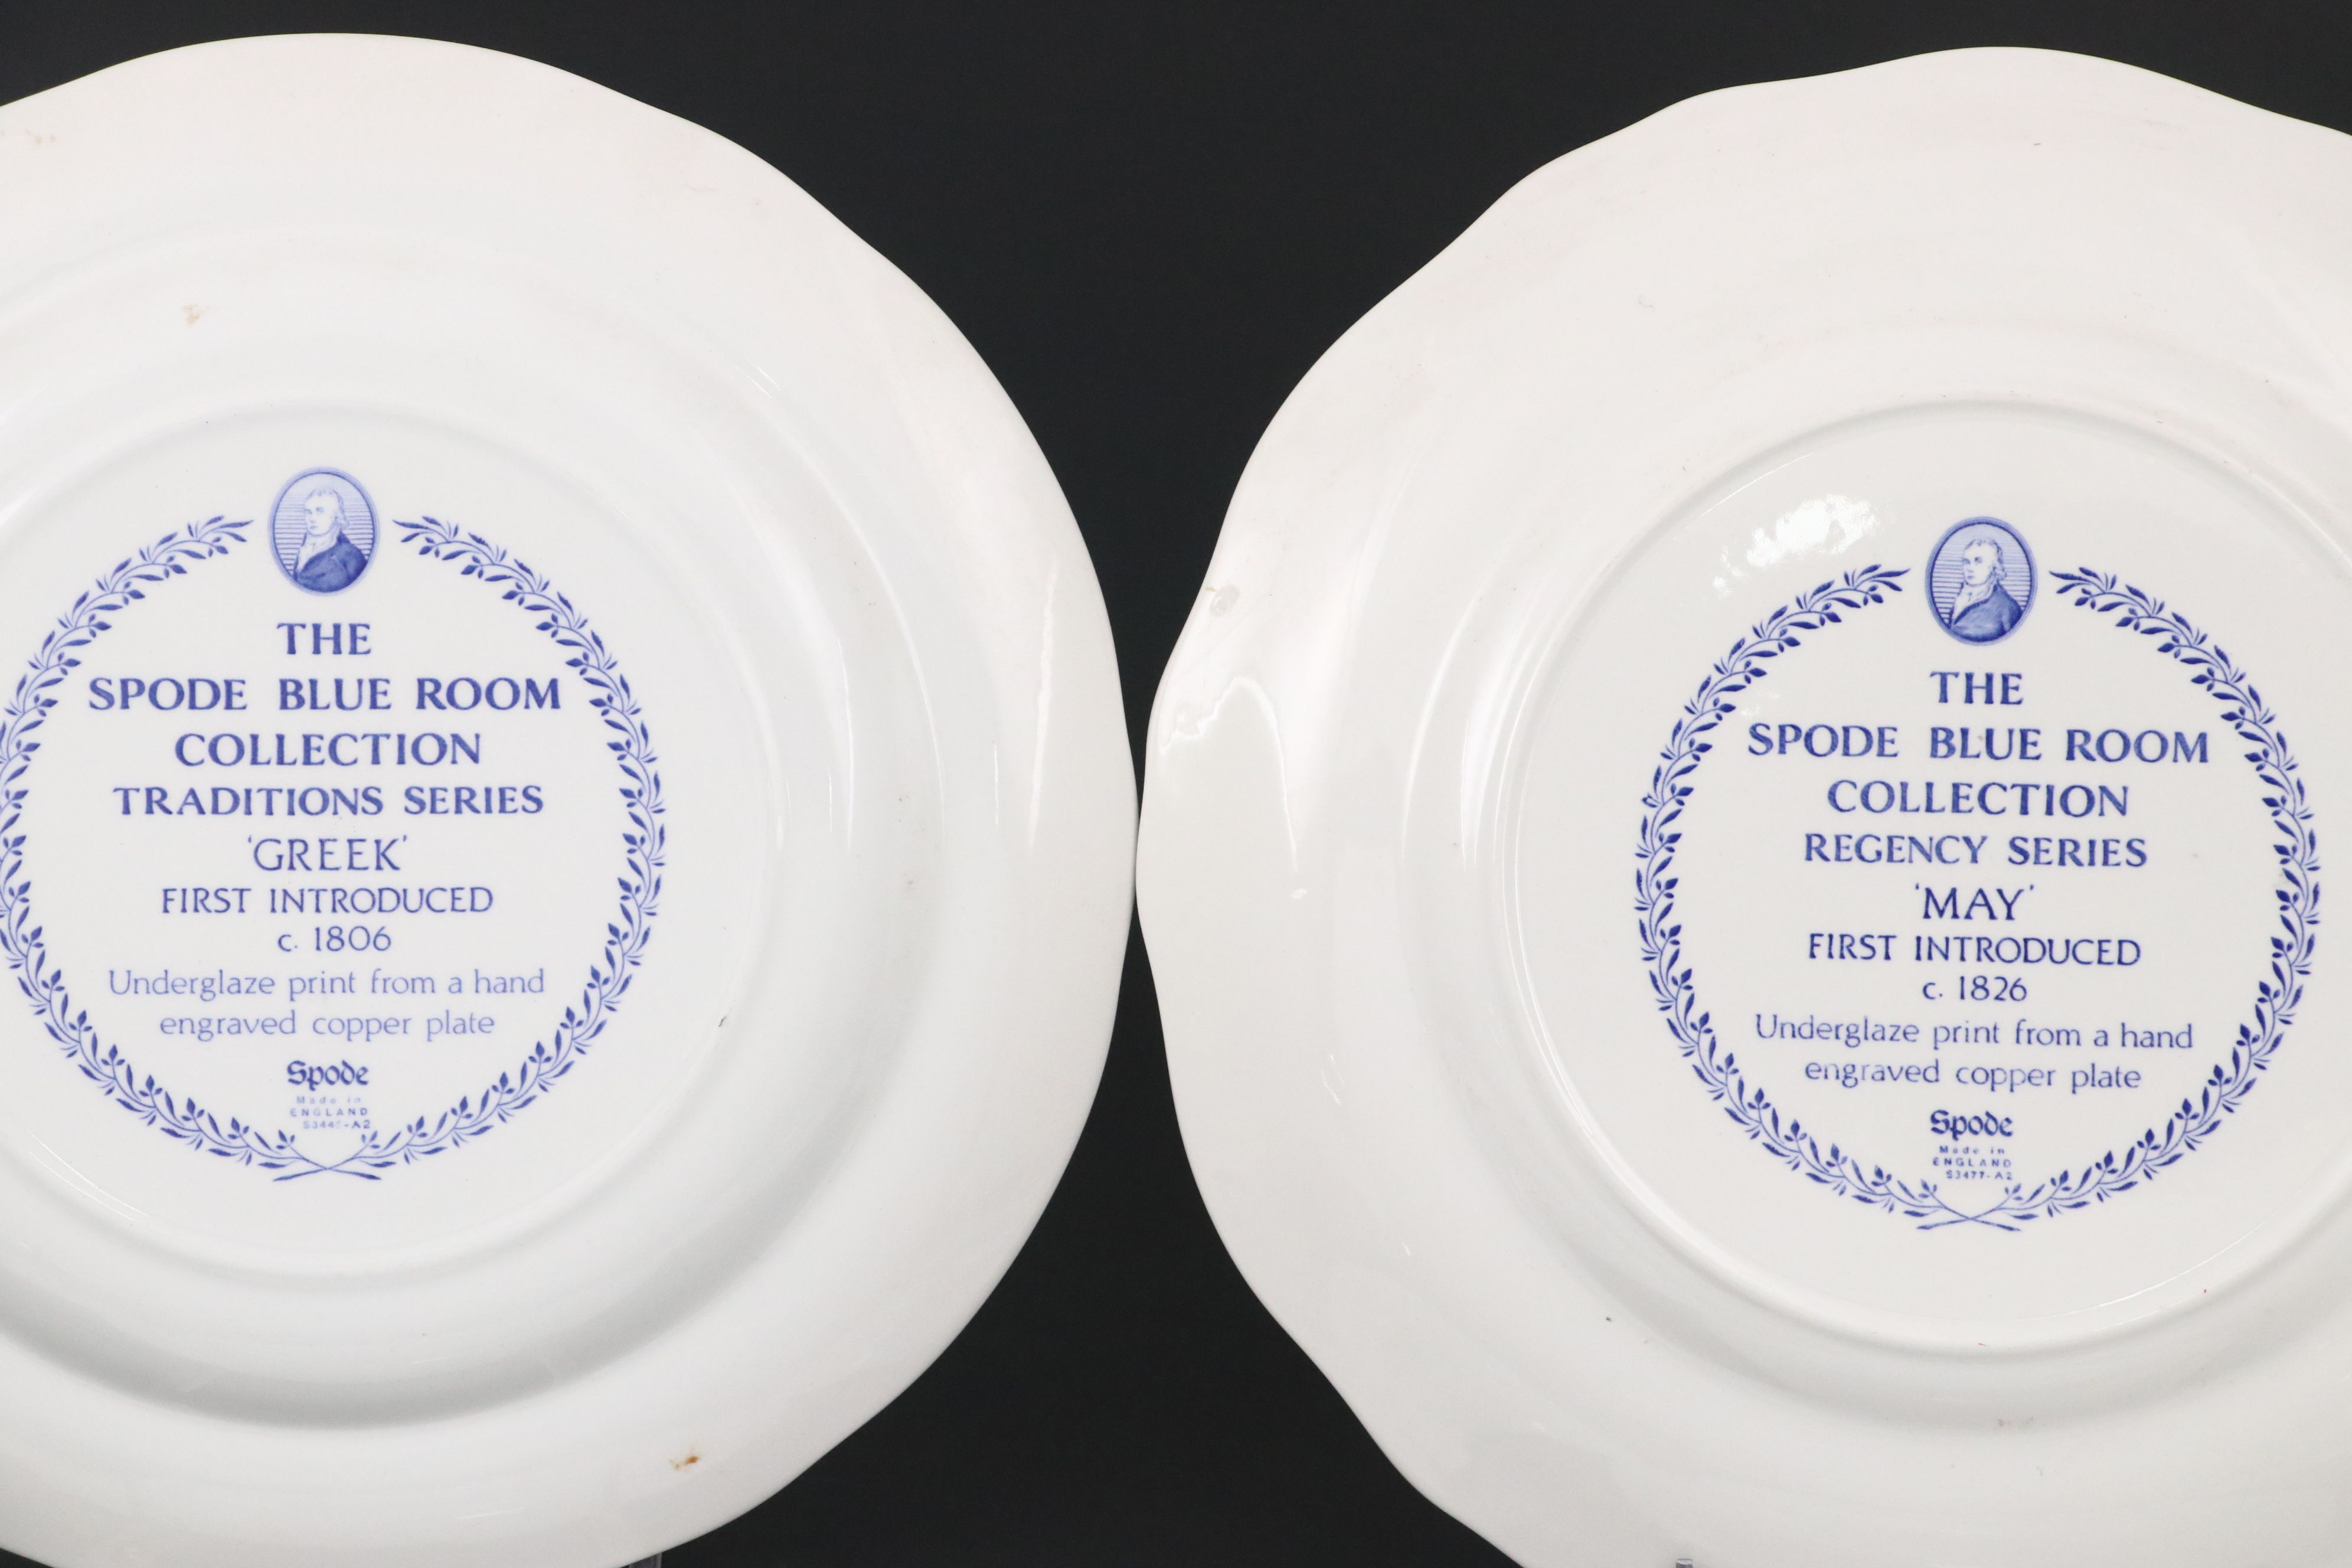 THE
SPODE BLUE ROOM
COLLECTION
TRADITIONS SERIES
'GREEK'
FIRST INTRODUCED
c. 1806
Underglaze print from a hand
engraved copper plate
Spode
Made in
ENGLAND
THE
SPODE BLUE ROOM
COLLECTION
REGENCY SERIES
'MAY'
FIRST INTRODUCED
c. 1826
Underglaze print from a hand
engraved copper plate
Spode
Made in
ENGLAND
S3477-A2